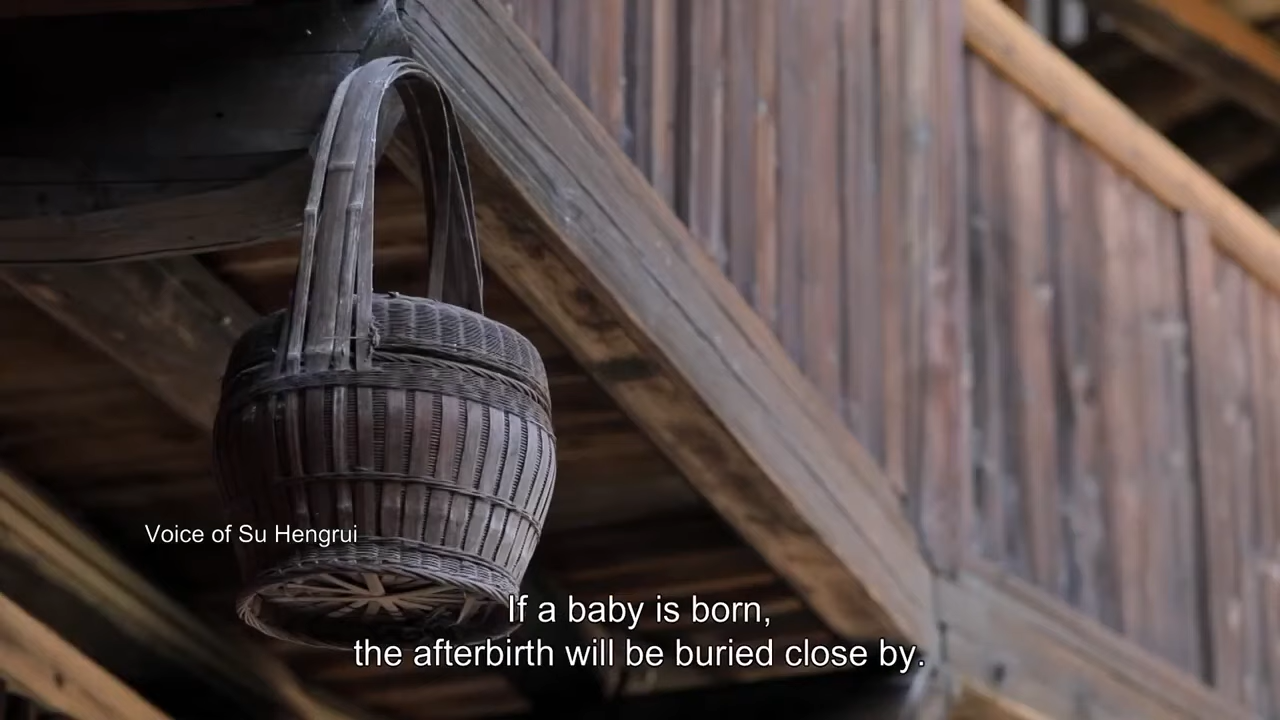 Voice of Su Hengrui
If a baby is born,
the afterbirth will be buried close by.